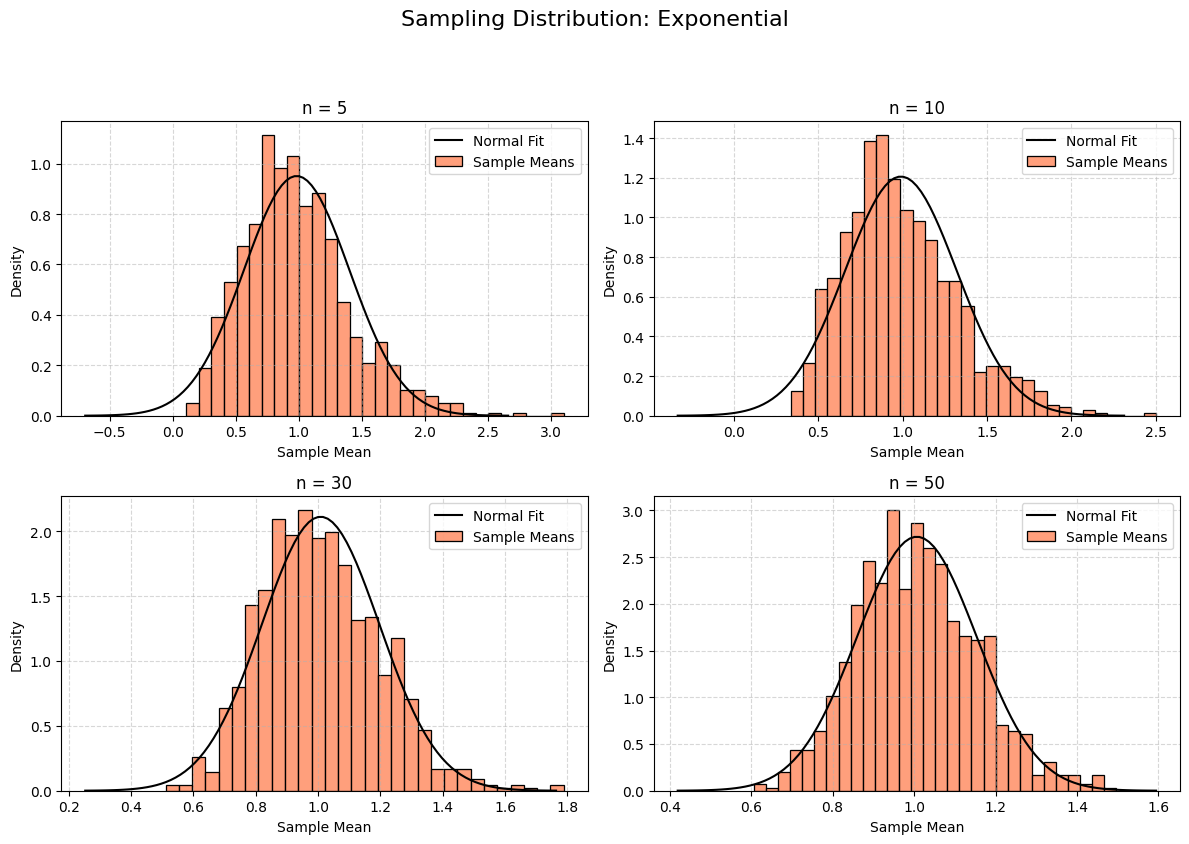 Sampling Distribution: Exponential
n = 5
Normal Fit
Sample Means
Density
1.0
0.8
0.6
0.4
0.2
0.0
−0.5 0.0 0.5 1.0 1.5 2.0 2.5 3.0
Sample Mean
n = 10
Normal Fit
Sample Means
Density
1.4
1.2
1.0
0.8
0.6
0.4
0.2
0.0
0.0 0.5 1.0 1.5 2.0 2.5
Sample Mean
n = 30
Normal Fit
Sample Means
Density
2.0
1.5
1.0
0.5
0.0
0.2 0.4 0.6 0.8 1.0 1.2 1.4 1.6 1.8
Sample Mean
n = 50
Normal Fit
Sample Means
Density
3.0
2.5
2.0
1.5
1.0
0.5
0.0
0.4 0.6 0.8 1.0 1.2 1.4 1.6
Sample Mean